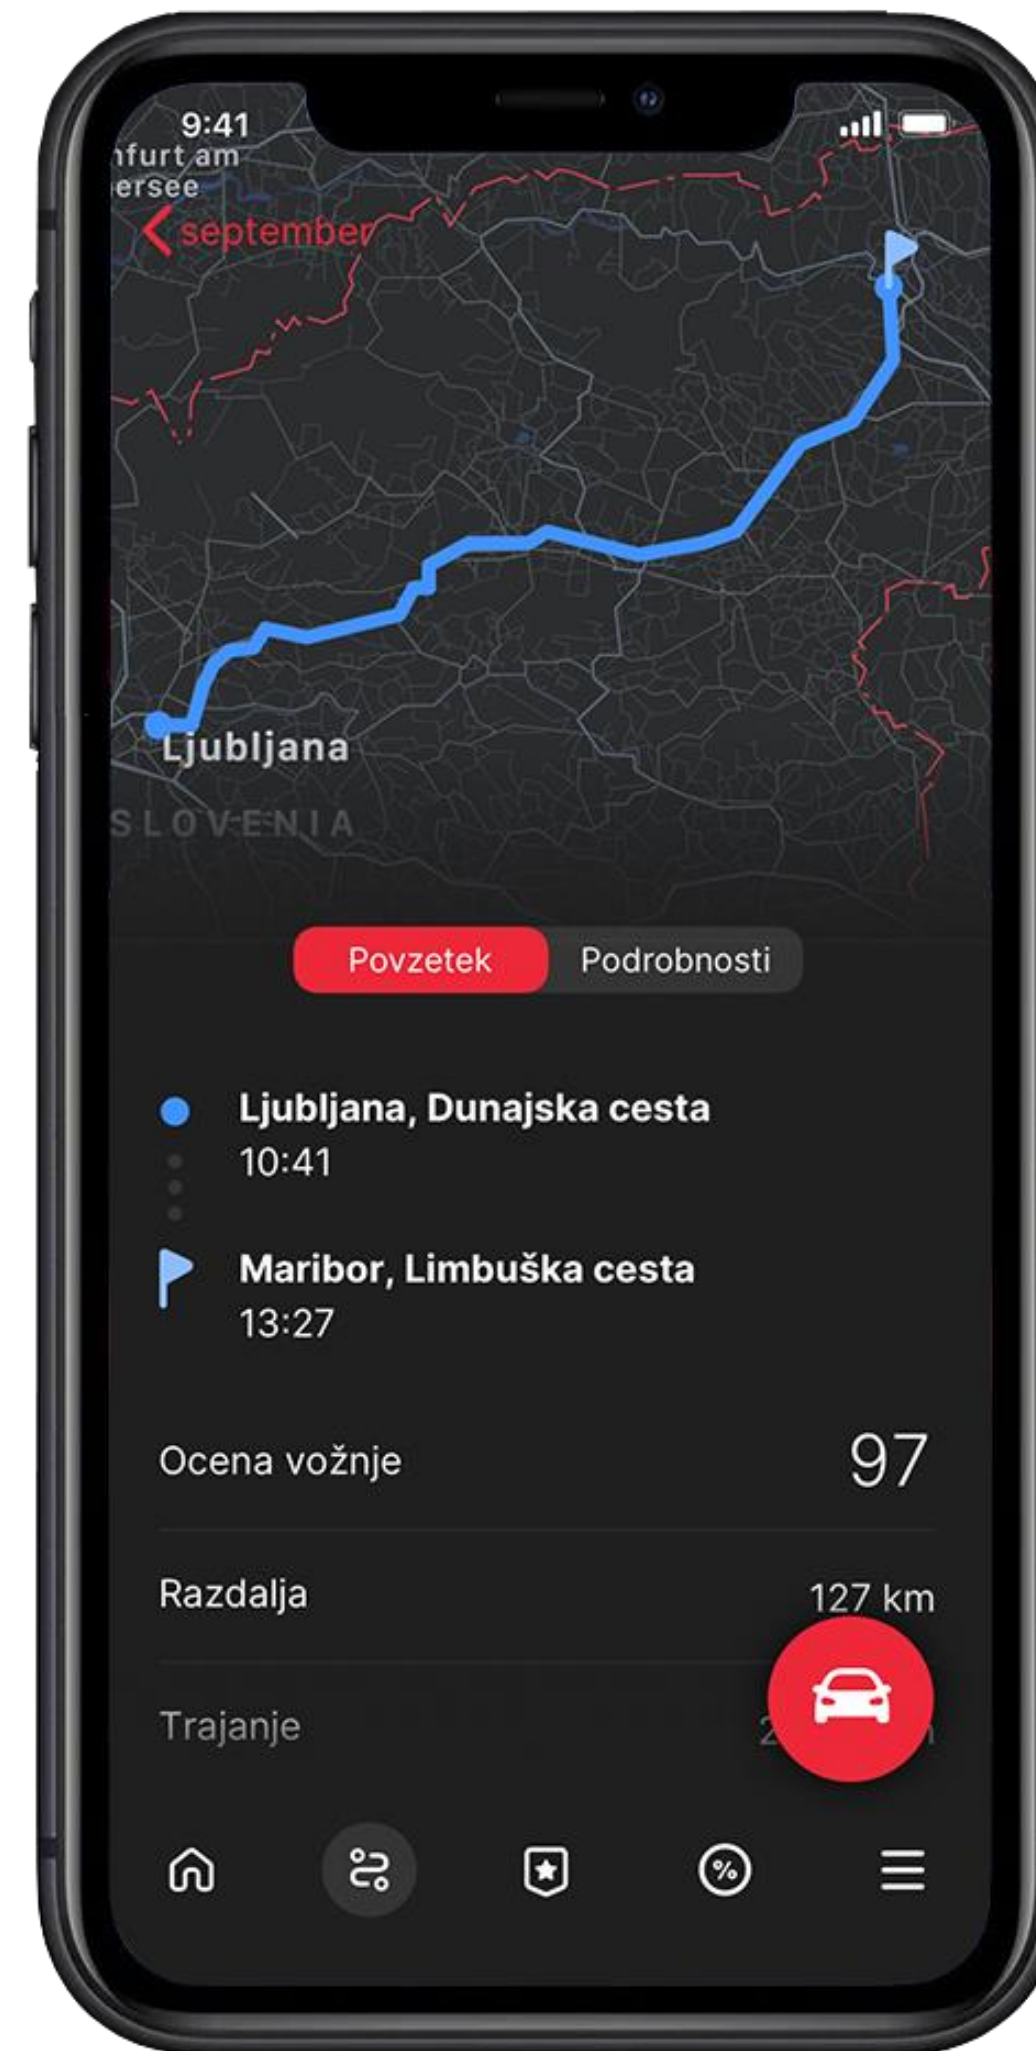 9:41
nfurt am
ersee
september
Ljubljana
SLOVENIA
Povzetek Podrobnosti
Ljubljana, Dunajska cesta
10:41
Maribor, Limbuška cesta
13:27
Ocena vožnje 97
Razdalja 127 km
Trajanje
%